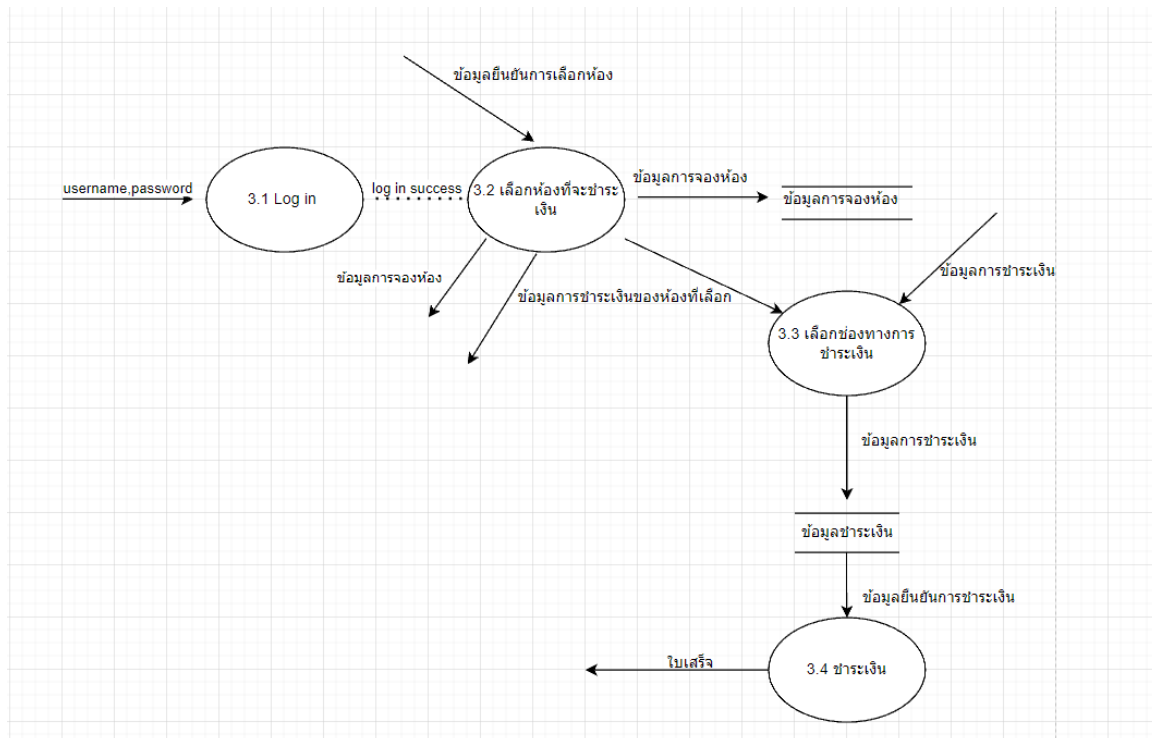 ข้อมูลยืนยันการเลือกห้อง
username,password
3.1 Log in
log in success
3.2 เลือกห้องที่จะชำระ
เงิน
ข้อมูลการจองห้อง
ข้อมูลการจองห้อง
ข้อมูลการชำระเงิน
ข้อมูลการจองห้อง
ข้อมูลการชำระเงินของห้องที่เลือก
3.3 เลือกช่องทางการ
ชำระเงิน
ข้อมูลการชำระเงิน
ข้อมูลชำระเงิน
ข้อมูลยืนยันการชำระเงิน
ใบเสร็จ
3.4 ชำระเงิน